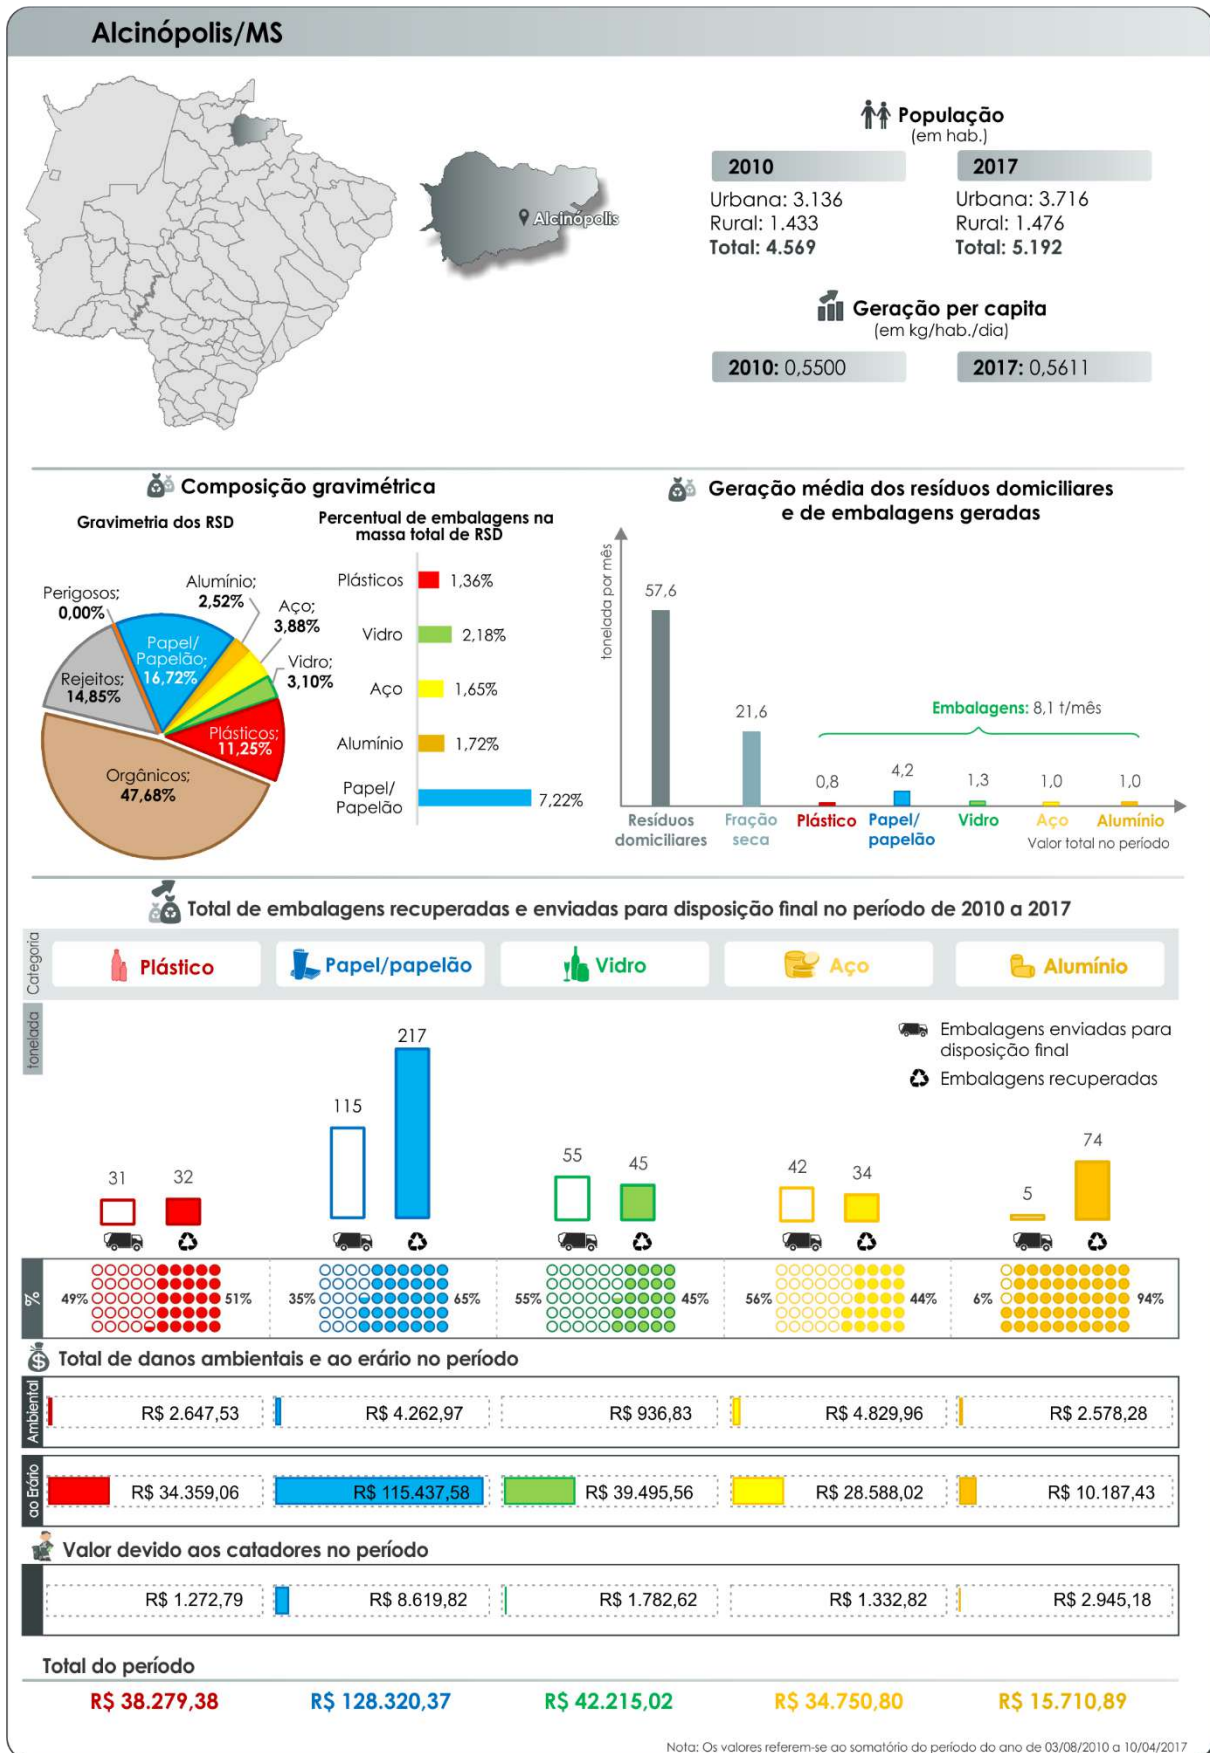 Alcinópolis/MS
Alcinópolis
População
(em hab.)
2010
2017
Urbana: 3.136
Rural: 1.433
Total: 4.569
Urbana: 3.716
Rural: 1.476
Total: 5.192
Geração per capita
(em kg/hab./dia)
2010: 0,5500
2017: 0,5611
Composição gravimétrica
Gravimetria dos RSD
Perigosos;
0,00%
Alumínio;
2,52%
Aço;
3,88%
Papel/
Papelão;
16,72%
Vidro;
3,10%
Rejeitos;
14,85%
Plásticos;
11,25%
Orgânicos;
47,68%
Percentual de embalagens na
massa total de RSD
Plásticos
1,36%
Vidro
2,18%
Aço
1,65%
Alumínio
1,72%
Papel/
Papelão
7,22%
Geração média dos resíduos domiciliares
e de embalagens geradas
tonelada por mês
57,6
21,6
Embalagens: 8,1 t/mês
0,8
4,2
1,3
1,0
1,0
Resíduos
domiciliares
Fração
seca
Plástico
Papel/
papelão
Vidro
Aço
Alumínio
Valor total no período
Total de embalagens recuperadas e enviadas para disposição final no período de 2010 a 2017
Categoria
Plástico
Papel/papelão
Vidro
Aço
Alumínio
tonelada
Embalagens enviadas para
disposição final
Embalagens recuperadas
31
32
115
217
55
45
42
34
5
74
%
49%
51%
35%
65%
55%
45%
56%
44%
6%
94%
Total de danos ambientais e ao erário no período
Ambiental
R$ 2.647,53
R$ 4.262,97
R$ 936,83
R$ 4.829,96
R$ 2.578,28
ao Erário
R$ 34.359,06
R$ 115.437,58
R$ 39.495,56
R$ 28.588,02
R$ 10.187,43
Valor devido aos catadores no período
R$ 1.272,79
R$ 8.619,82
R$ 1.782,62
R$ 1.332,82
R$ 2.945,18
Total do período
R$ 38.279,38
R$ 128.320,37
R$ 42.215,02
R$ 34.750,80
R$ 15.710,89
Nota: Os valores referem-se ao somatório do período do ano de 03/08/2010 a 10/04/2017